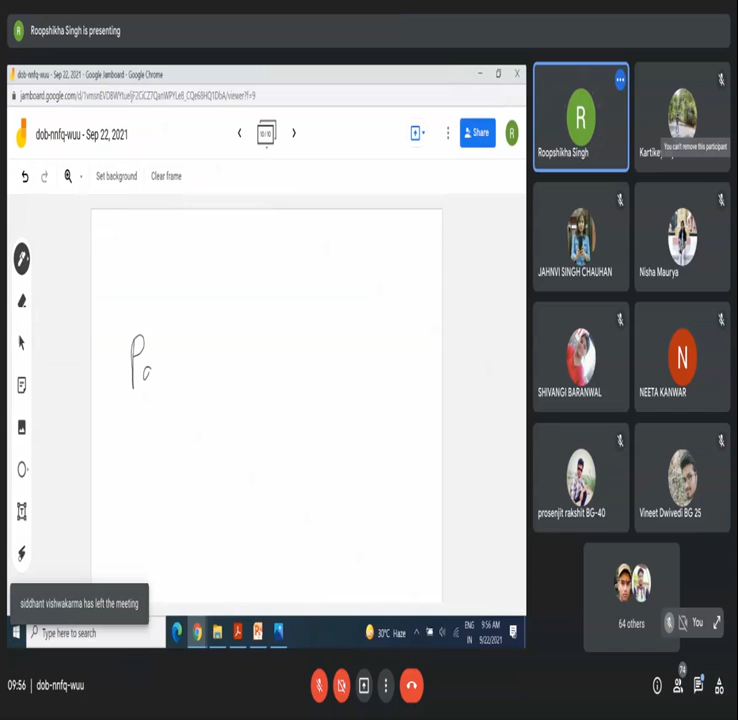 R Roopshikha Singh is presenting
dob-nnfq-wuu - Sep 22, 2021 - Google Jamboard - Google Chrome
dob-nnfq-wuu - Sep 22, 2021
10/10
Share
R
Set background
Clear frame
Pa
siddhant vishwakarma has left the meeting
Type here to search
30°C Haze
ENG
IN
9:56 AM
9/22/2021
R
Roopshikha Singh
You can't remove this participant
JAHNVI SINGH CHAUHAN
Nisha Maurya
SHIVANGI BARANWAL
N
NEETA KANWAR
prosenjit rakshit BG-40
Vineet Dwivedi BG 25
64 others
You
09:56 | dob-nnfq-wuu
74